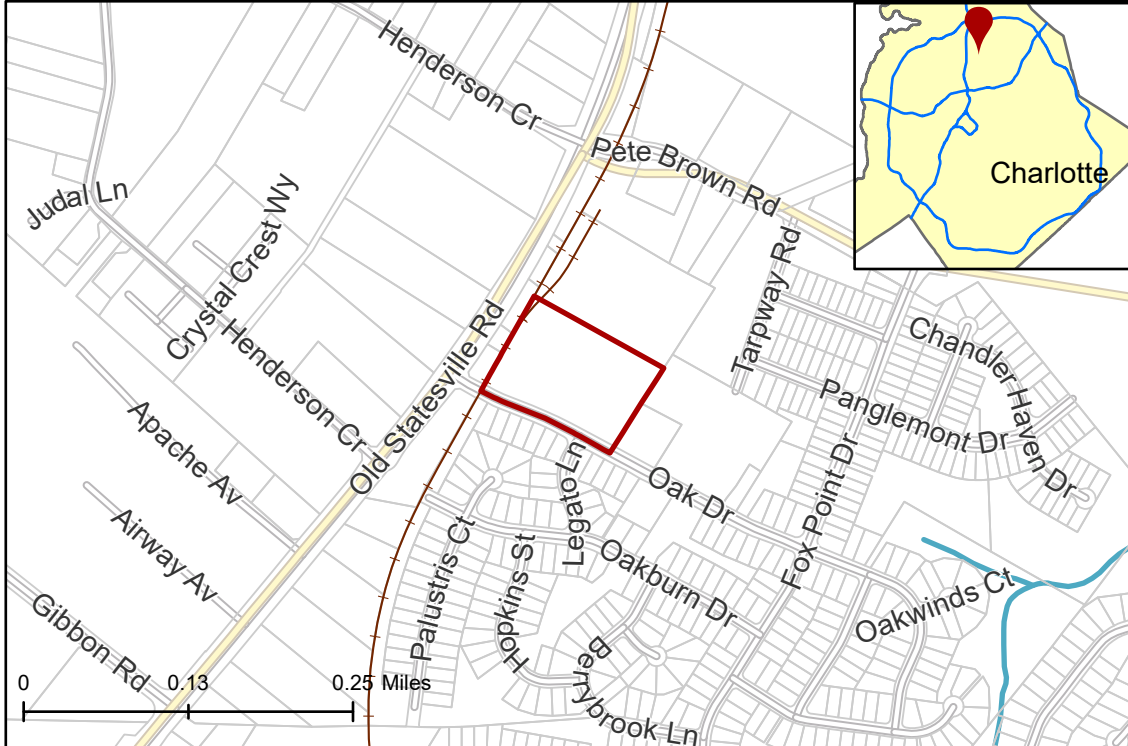 Henderson Cr
Pete Brown Rd
Charlotte
Judal Ln
Crystal Crest Wy
Tarpway Rd
Henderson Cr
Old Statesville Rd
Chandler Haven Dr
Panglemont Dr
Apache Av
Legato Ln
Oak Dr
Fox Point Dr
Airway Av
Palustris Ct
Hopkins St
Oakburn Dr
Oakwinds Ct
Gibbon Rd
Berrybrook Ln
0 0.13 0.25 Miles